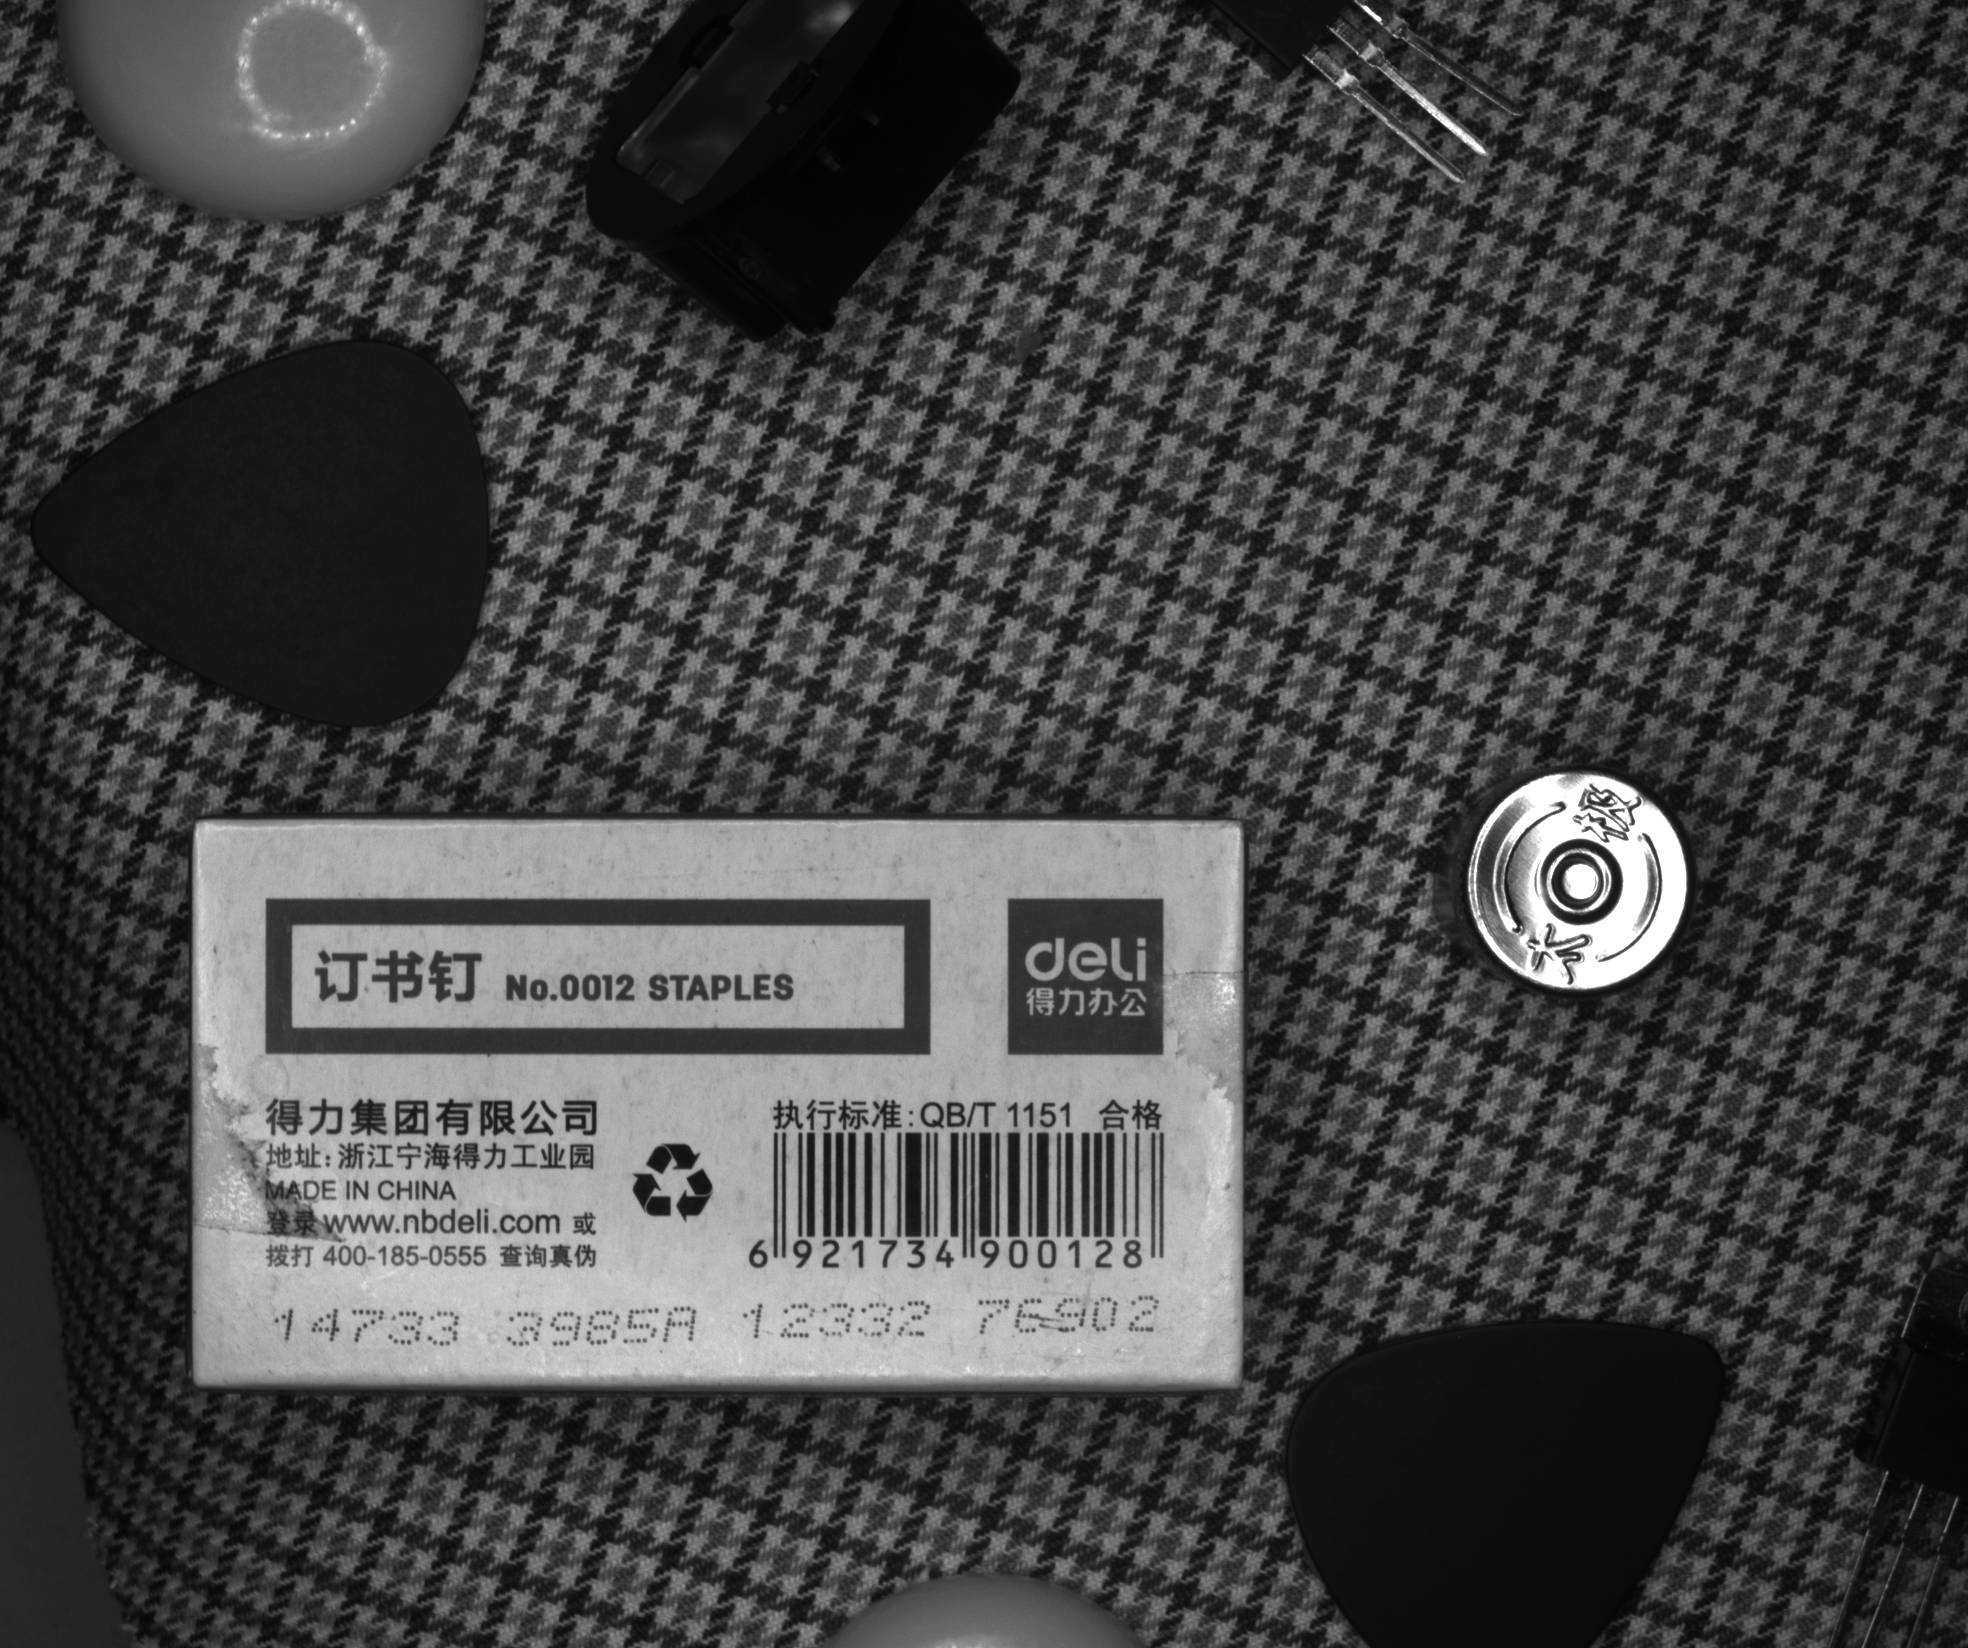 订书钉 No.0012 STAPLES
deli
得力办公
得力集团有限公司
地址:浙江宁海得力工业园
MADE IN CHINA
登录 www.nbdeli.com 或
拨打 400-185-0555 查询真伪
执行标准:QB/T 1151 合格
6 921734 900128
14733 3985A 12332 76902